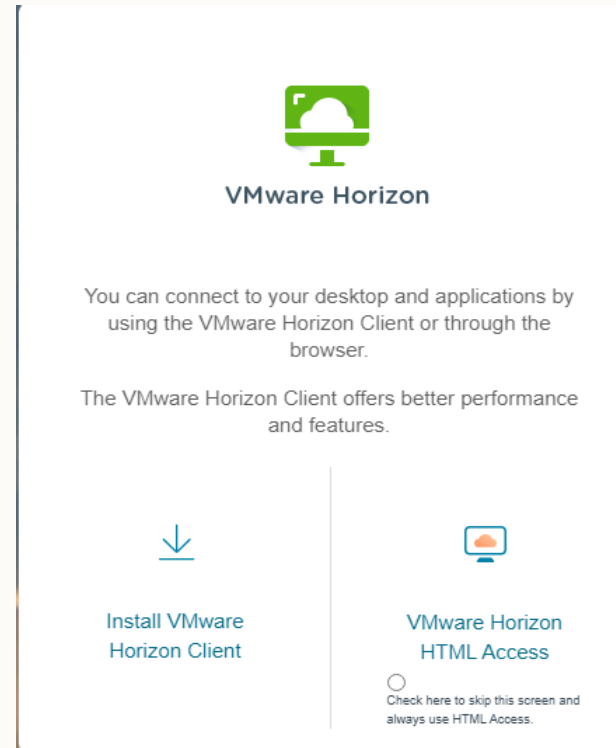 VMware Horizon
You can connect to your desktop and applications by
using the VMware Horizon Client or through the
browser.
The VMware Horizon Client offers better performance
and features.
Install VMware
Horizon Client
VMware Horizon
HTML Access
Check here to skip this screen and
always use HTML Access.